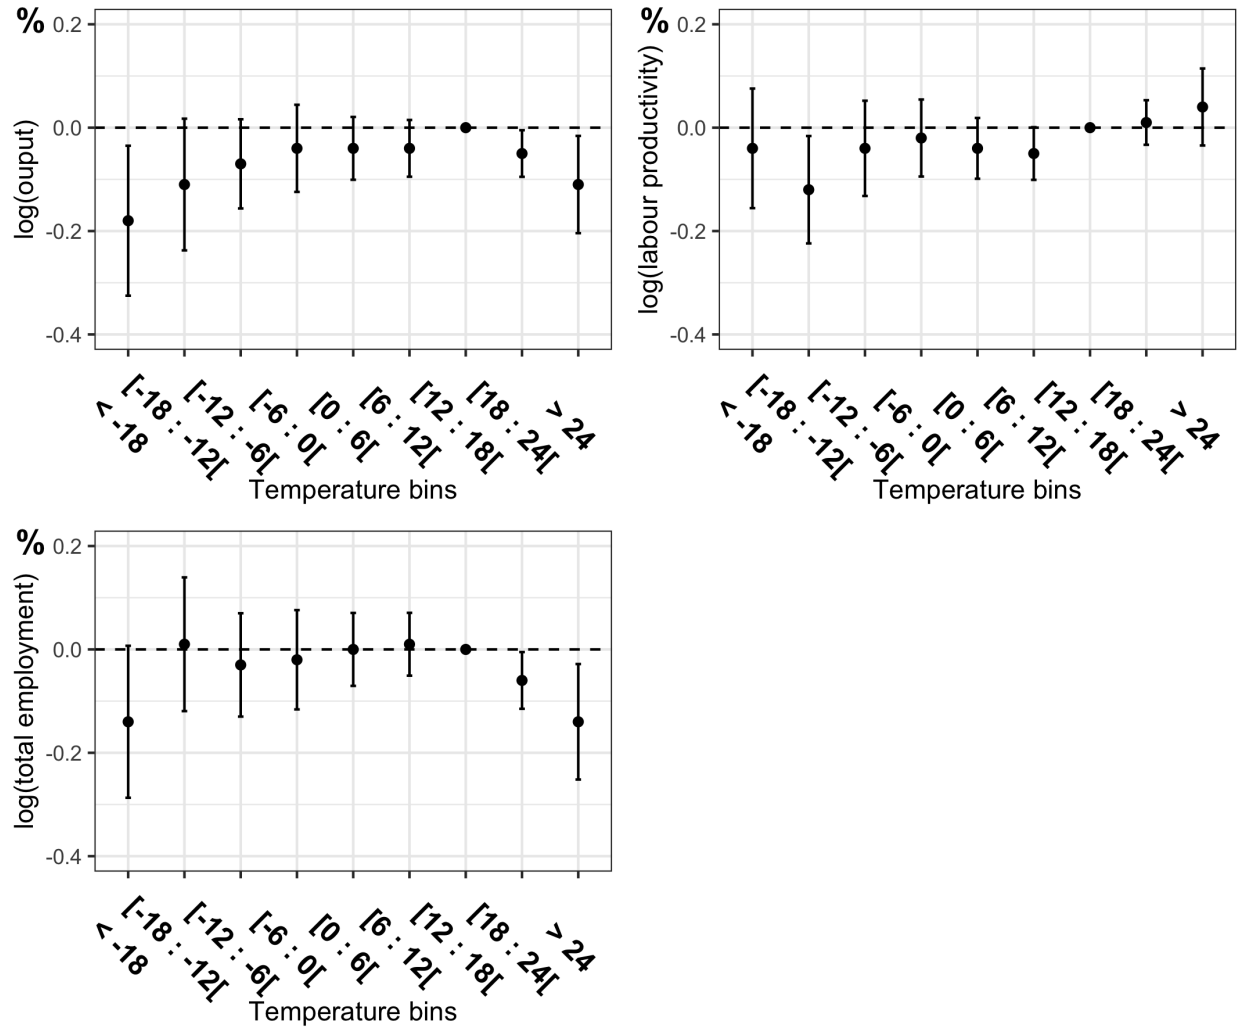 %
0.2
0.0
-0.2
-0.4
log(ouput)
< -18
[-18 : -12[
[-12 : -6[
[-6 : 0[
[0 : 6[
[6 : 12[
[12 : 18[
[18 : 24[
> 24
Temperature bins
%
0.2
0.0
-0.2
-0.4
log(labour productivity)
< -18
[-18 : -12[
[-12 : -6[
[-6 : 0[
[0 : 6[
[6 : 12[
[12 : 18[
[18 : 24[
> 24
Temperature bins
%
0.2
0.0
-0.2
-0.4
log(total employment)
< -18
[-18 : -12[
[-12 : -6[
[-6 : 0[
[0 : 6[
[6 : 12[
[12 : 18[
[18 : 24[
> 24
Temperature bins